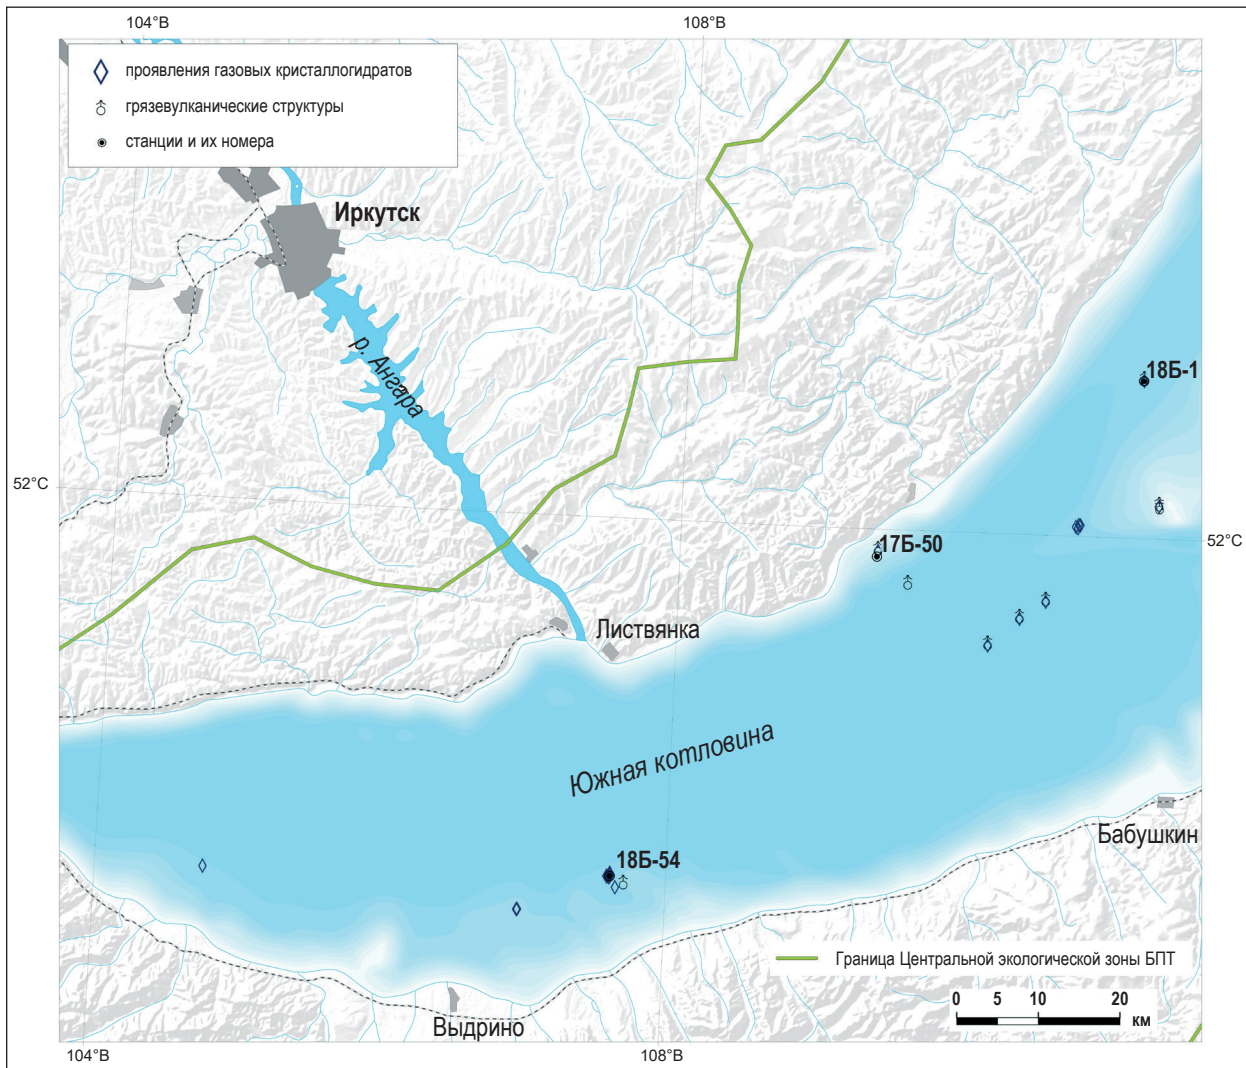 104°В
108°В
проявления газовых кристаллогидратов
грязевулканические структуры
станции и их номера
Иркутск
р. Ангара
18Б-1
52°С
52°С
17Б-50
Листвянка
Южная котловина
Бабушкин
18Б-54
Граница Центральной экологической зоны БПТ
0 5 10 20
км
Выдрино
104°В
108°В